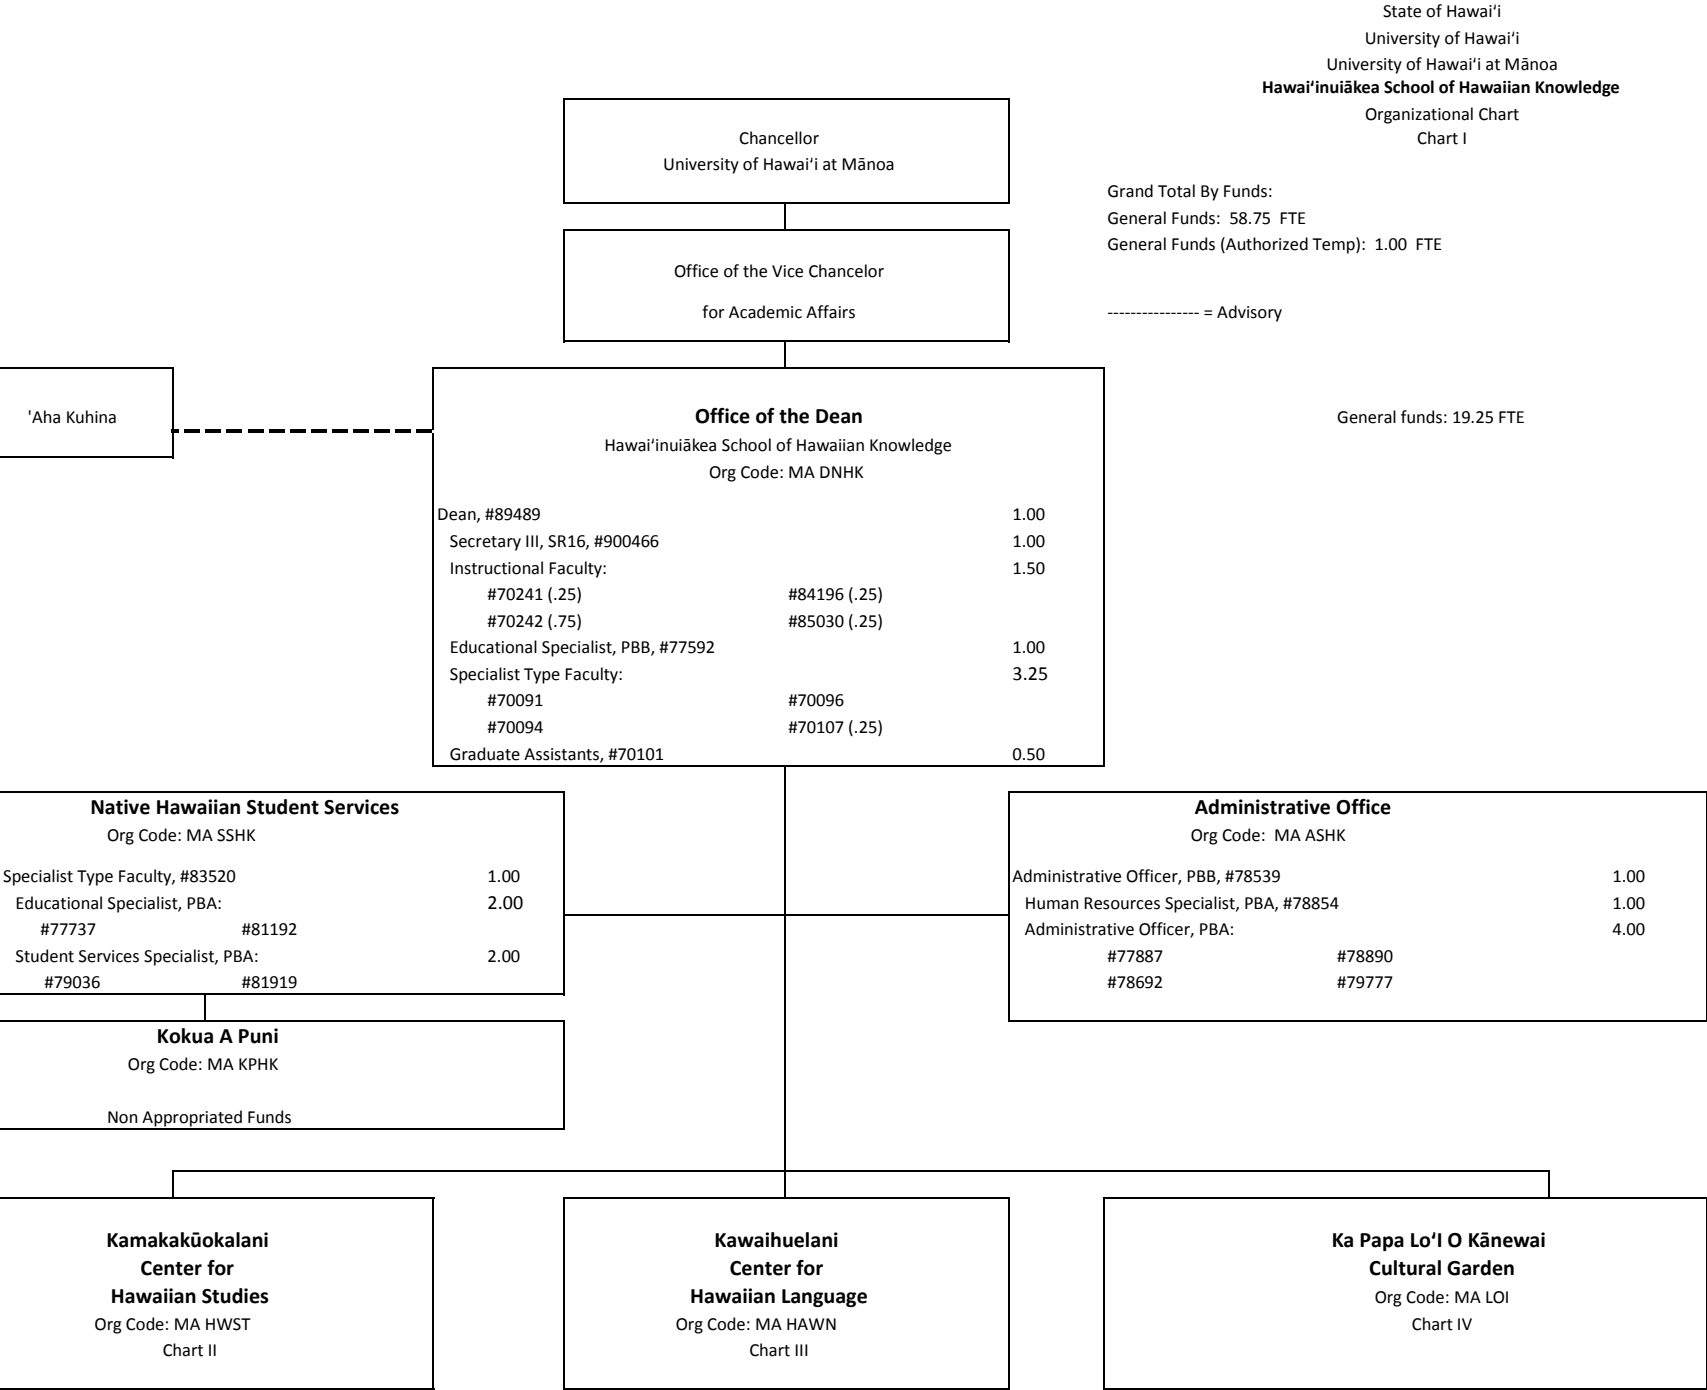 State of Hawaiʻi
University of Hawaiʻi
University of Hawaiʻi at Mānoa
Hawaiʻinuiākea School of Hawaiian Knowledge
Organizational Chart
Chart I
Chancellor
University of Hawaiʻi at Mānoa
Grand Total By Funds:
General Funds: 58.75 FTE
General Funds (Authorized Temp): 1.00 FTE
Office of the Vice Chancelor
for Academic Affairs
---------------- = Advisory
'Aha Kuhina
General funds: 19.25 FTE
Office of the Dean
Hawaiʻinuiākea School of Hawaiian Knowledge
Org Code: MA DNHK
Dean, #89489 1.00
Secretary III, SR16, #900466 1.00
Instructional Faculty: 1.50
#70241 (.25) #84196 (.25)
#70242 (.75) #85030 (.25)
Educational Specialist, PBB, #77592 1.00
Specialist Type Faculty: 3.25
#70091 #70096
#70094 #70107 (.25)
Graduate Assistants, #70101 0.50
Native Hawaiian Student Services
Org Code: MA SSHK
Specialist Type Faculty, #83520 1.00
Educational Specialist, PBA: 2.00
#77737 #81192
Student Services Specialist, PBA: 2.00
#79036 #81919
Administrative Office
Org Code: MA ASHK
Administrative Officer, PBB, #78539 1.00
Human Resources Specialist, PBA, #78854 1.00
Administrative Officer, PBA: 4.00
#77887 #78890
#78692 #79777
Kokua A Puni
Org Code: MA KPHK
Non Appropriated Funds
Kamakakūokalani
Center for
Hawaiian Studies
Org Code: MA HWST
Chart II
Kawaihuelani
Center for
Hawaiian Language
Org Code: MA HAWN
Chart III
Ka Papa LoʻI O Kānewai
Cultural Garden
Org Code: MA LOI
Chart IV